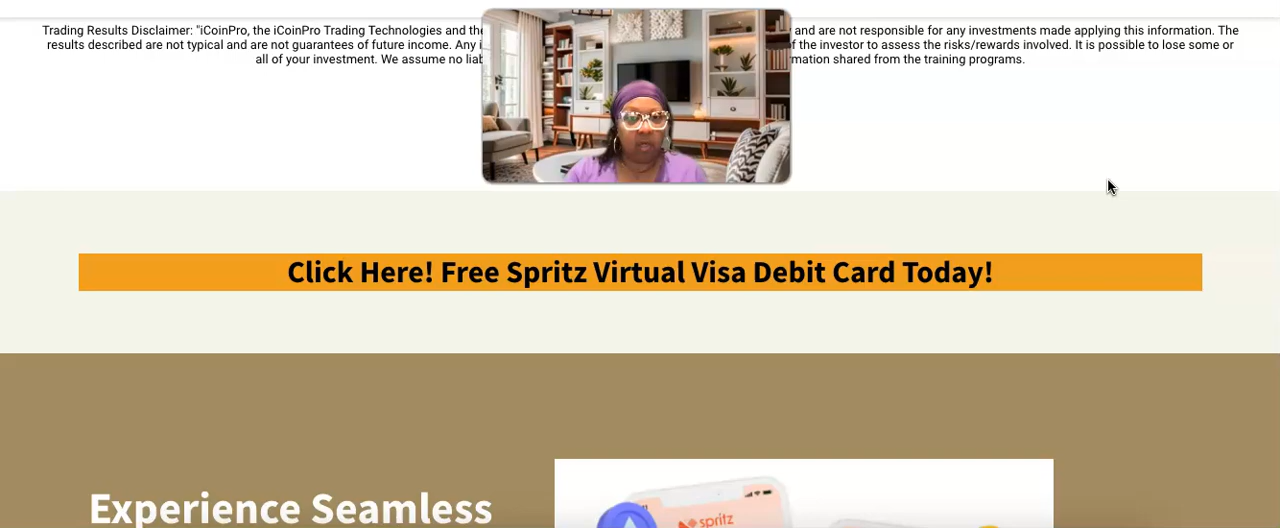 Trading Results Disclaimer: "iCoinPro, the iCoinPro Trading Technologies and the and are not responsible for any investments made applying this information. The
results described are not typical and are not guarantees of future income. Any of the investor to assess the risks/rewards involved. It is possible to lose some or
all of your investment. We assume no shared from the training programs.
Click Here! Free Spritz Virtual Visa Debit Card Today!
Experience Seamless
spritz